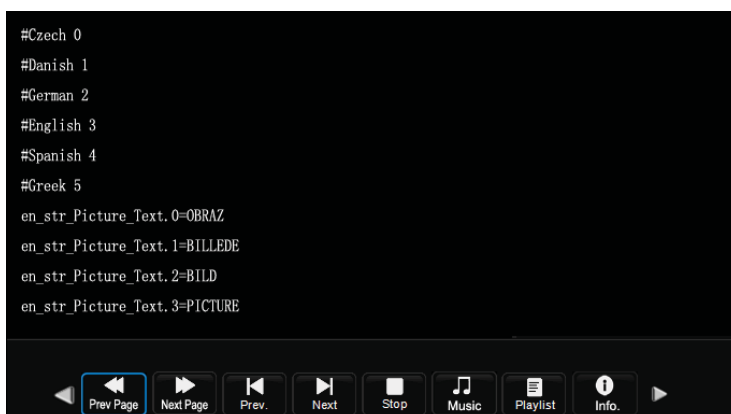 #Czech 0
#Danish 1
#German 2
#English 3
#Spanish 4
#Greek 5
en_str_Picture_Text.0=OBRAZ
en_str_Picture_Text.1=BILLEDE
en_str_Picture_Text.2=BILD
en_str_Picture_Text.3=PICTURE
Prev Page Next Page Prev. Next Stop Music Playlist Info.